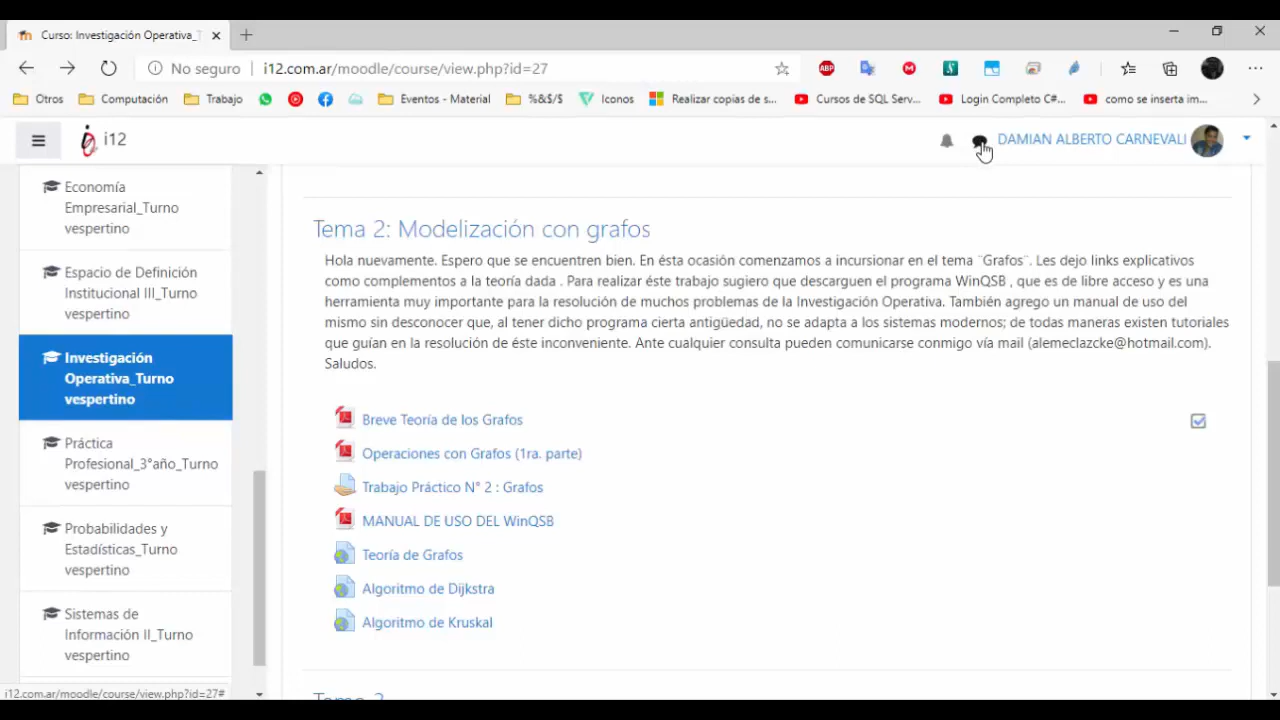 Curso: Investigación Operativa_T
No seguro
i12.com.ar/moodle/course/view.php?id=27
Otros
Computación
Trabajo
Eventos - Material
%&$/$
Iconos
Realizar copias de s...
Cursos de SQL Serv...
Login Completo C#...
como se inserta im...
i12
DAMIAN ALBERTO CARNEVALI
Economía
Empresarial_Turno
vespertino
Espacio de Definición
Institucional III_Turno
vespertino
Investigación
Operativa_Turno
vespertino
Práctica
Profesional_3°año_Turno
vespertino
Probabilidades y
Estadísticas_Turno
vespertino
Sistemas de
Información II_Turno
vespertino
Tema 2: Modelización con grafos
Hola nuevamente. Espero que se encuentren bien. En ésta ocasión comenzamos a incursionar en el tema ¨Grafos¨. Les dejo links explicativos
como complementos a la teoría dada . Para realizar éste trabajo sugiero que descarguen el programa WinQSB , que es de libre acceso y es una
herramienta muy importante para la resolución de muchos problemas de la Investigación Operativa. También agrego un manual de uso del
mismo sin desconocer que, al tener dicho programa cierta antigüedad, no se adapta a los sistemas modernos; de todas maneras existen tutoriales
que guían en la resolución de éste inconveniente. Ante cualquier consulta pueden comunicarse conmigo vía mail (alemeclazcke@hotmail.com).
Saludos.
Breve Teoría de los Grafos
Operaciones con Grafos (1ra. parte)
Trabajo Práctico N° 2 : Grafos
MANUAL DE USO DEL WinQSB
Teoría de Grafos
Algoritmo de Dijkstra
Algoritmo de Kruskal
i12.com.ar/moodle/course/view.php?id=27#